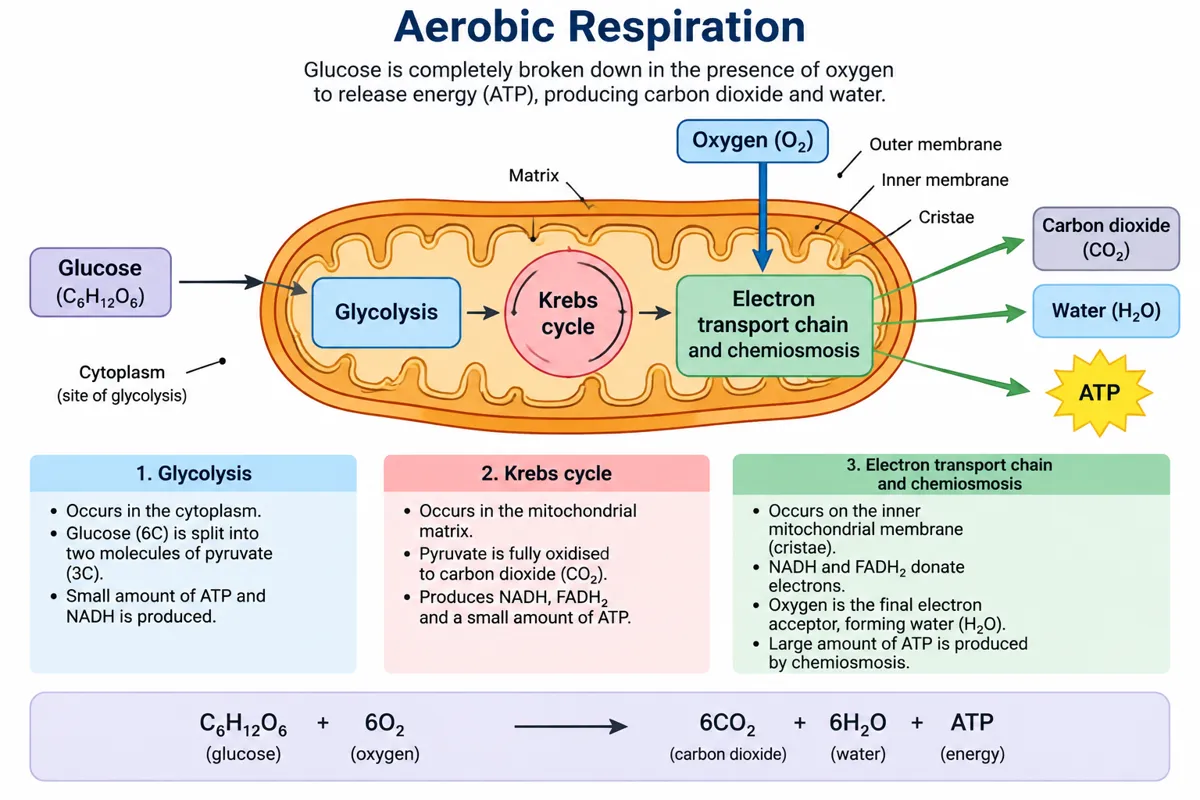 Aerobic Respiration
Glucose is completely broken down in the presence of oxygen
to release energy (ATP), producing carbon dioxide and water.
Oxygen (O₂)
Outer membrane
Matrix
Inner membrane
Cristae
Carbon dioxide
(CO₂)
Glucose
(C₆H₁₂O₆)
Glycolysis
Krebs
cycle
Electron
transport chain
and chemiosmosis
Water (H₂O)
Cytoplasm
(site of glycolysis)
ATP
1. Glycolysis
• Occurs in the cytoplasm.
• Glucose (6C) is split into
two molecules of pyruvate
(3C).
• Small amount of ATP and
NADH is produced.
2. Krebs cycle
• Occurs in the mitochondrial
matrix.
• Pyruvate is fully oxidised
to carbon dioxide (CO₂).
• Produces NADH, FADH₂
and a small amount of ATP.
3. Electron transport chain
and chemiosmosis
• Occurs on the inner
mitochondrial membrane
(cristae).
• NADH and FADH₂ donate
electrons.
• Oxygen is the final electron
acceptor, forming water (H₂O).
• Large amount of ATP is produced
by chemiosmosis.
C₆H₁₂O₆ + 6O₂ → 6CO₂ + 6H₂O + ATP
(glucose) (oxygen) (carbon dioxide) (water) (energy)